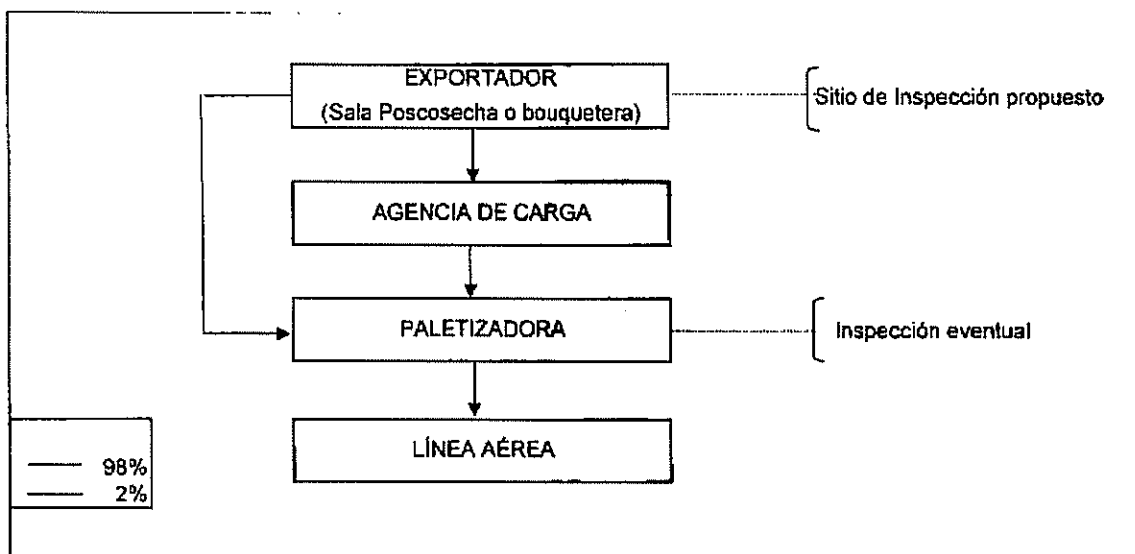 EXPORTADOR
(Sala Poscosecha o bouquetera)
Sitio de Inspección propuesto
AGENCIA DE CARGA
PALETIZADORA
Inspección eventual
LÍNEA AÉREA
98%
2%